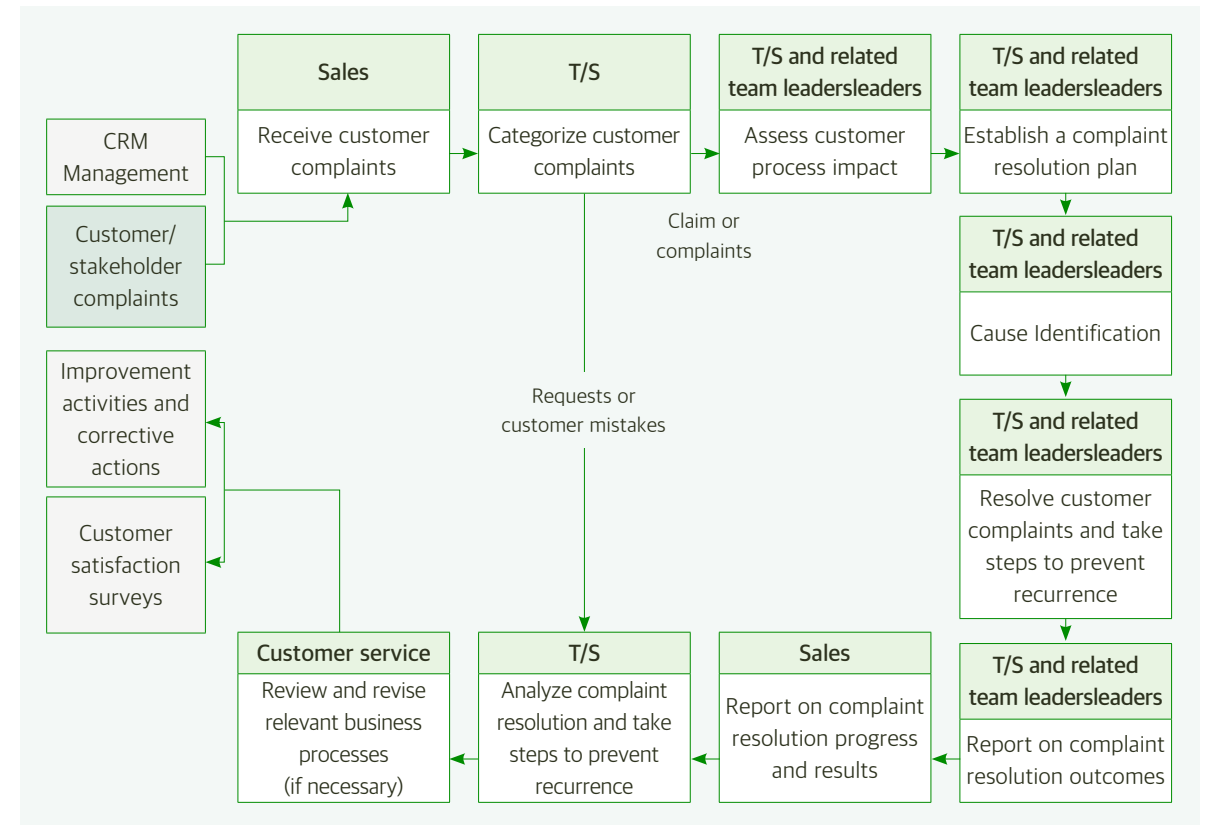 CRM
Management
Customer/
stakeholder
complaints
Sales
Receive customer
complaints
T/S
Categorize customer
complaints
T/S and related
team leadersleaders
Assess customer
process impact
T/S and related
team leadersleaders
Establish a complaint
resolution plan
Claim or
complaints
T/S and related
team leadersleaders
Cause Identification
Requests or
customer mistakes
T/S and related
team leadersleaders
Resolve customer
complaints and take
steps to prevent
recurrence
T/S and related
team leadersleaders
Report on complaint
resolution outcomes
Sales
Report on complaint
resolution progress
and results
T/S
Analyze complaint
resolution and take
steps to prevent
recurrence
Customer service
Review and revise
relevant business
processes
(if necessary)
Improvement
activities and
corrective
actions
Customer
satisfaction
surveys